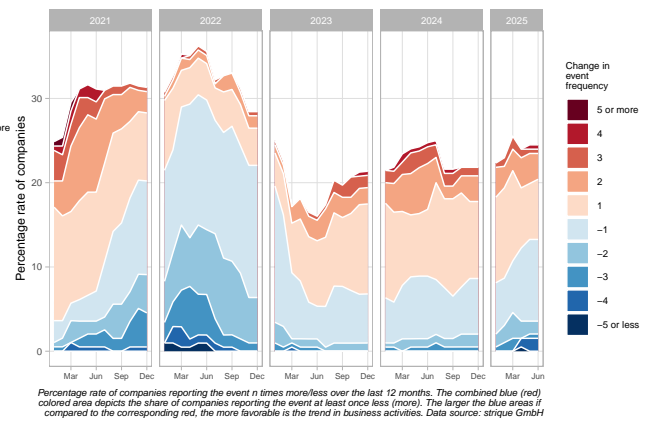 2021 2022 2023 2024 2025
Percentage rate of companies
30
20
10
0
Mar Jun Sep Dec Mar Jun Sep Dec Mar Jun Sep Dec Mar Jun Sep Dec Mar Jun
ore
Change in
event
frequency
5 or more
4
3
2
1
−1
−2
−3
−4
−5 or less
Percentage rate of companies reporting the event n times more/less over the last 12 months. The combined blue (red)
colored area depicts the share of companies reporting the event at least once less (more). The larger the blue areas if
compared to the corresponding red, the more favorable is the trend in business activities. Data source: strique GmbH